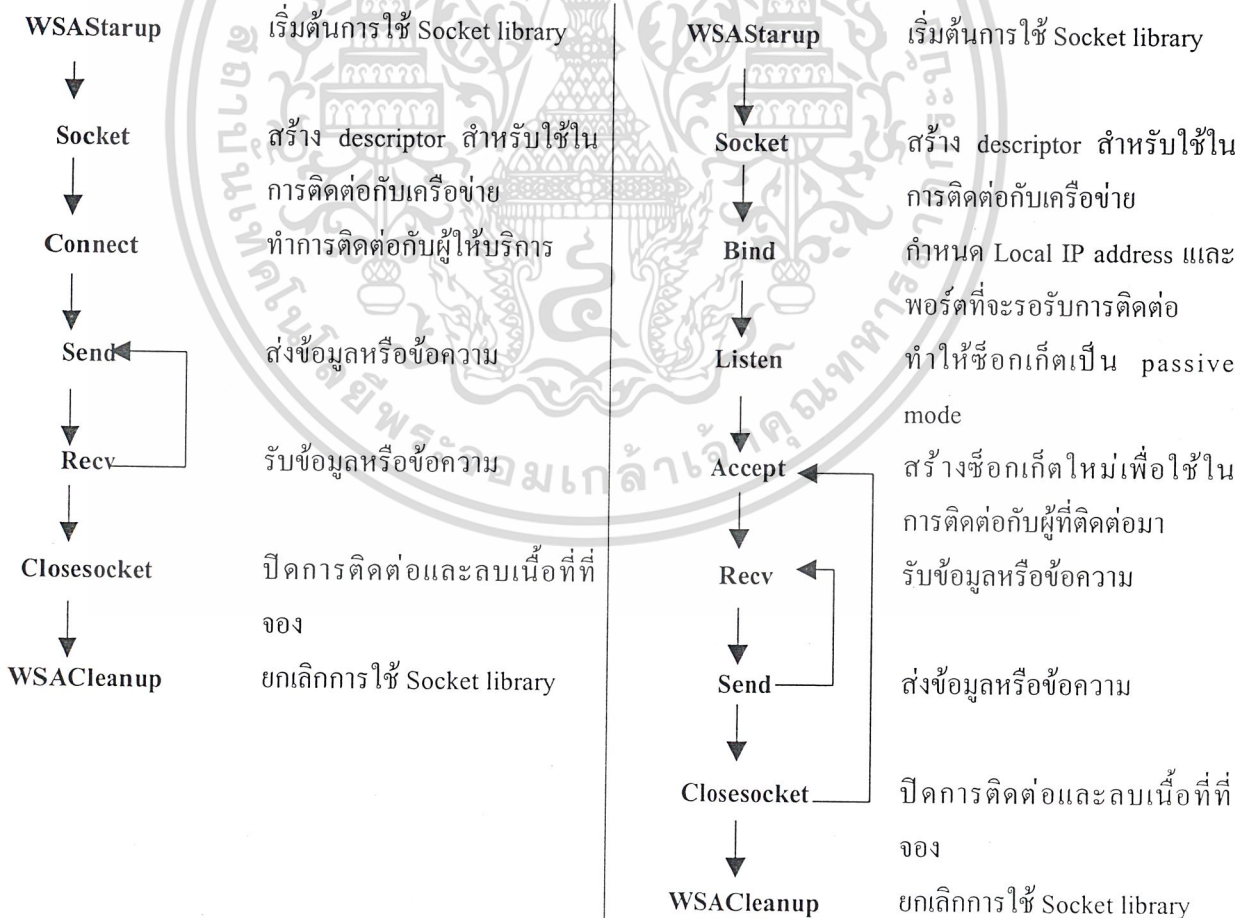 WSAStarup เริ่มต้นการใช้ Socket library
Socket สร้าง descriptor สำหรับใช้ใน
การติดต่อกับเครือข่าย
Connect ทำการติดต่อกับผู้ให้บริการ
Send ส่งข้อมูลหรือข้อความ
Recv รับข้อมูลหรือข้อความ
Closesocket ปิดการติดต่อและลบเนื้อที่ที่
จอง
WSACleanup ยกเลิกการใช้ Socket library
WSAStarup เริ่มต้นการใช้ Socket library
Socket สร้าง descriptor สำหรับใช้ใน
การติดต่อกับเครือข่าย
Bind กำหนด Local IP address และ
พอร์ตที่จะรอรับการติดต่อ
Listen ทำให้ซ็อกเก็ตเป็น passive
mode
Accept สร้างซ็อกเก็ตใหม่เพื่อใช้ใน
การติดต่อกับผู้ที่ติดต่อมา
Recv รับข้อมูลหรือข้อความ
Send ส่งข้อมูลหรือข้อความ
Closesocket ปิดการติดต่อและลบเนื้อที่ที่
จอง
WSACleanup ยกเลิกการใช้ Socket library